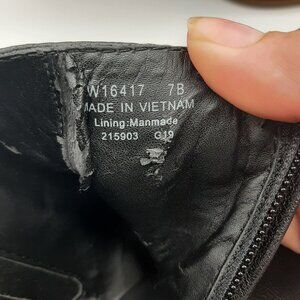 W16417 7B
MADE IN VIETNAM
Lining:Manmade
215903 G19